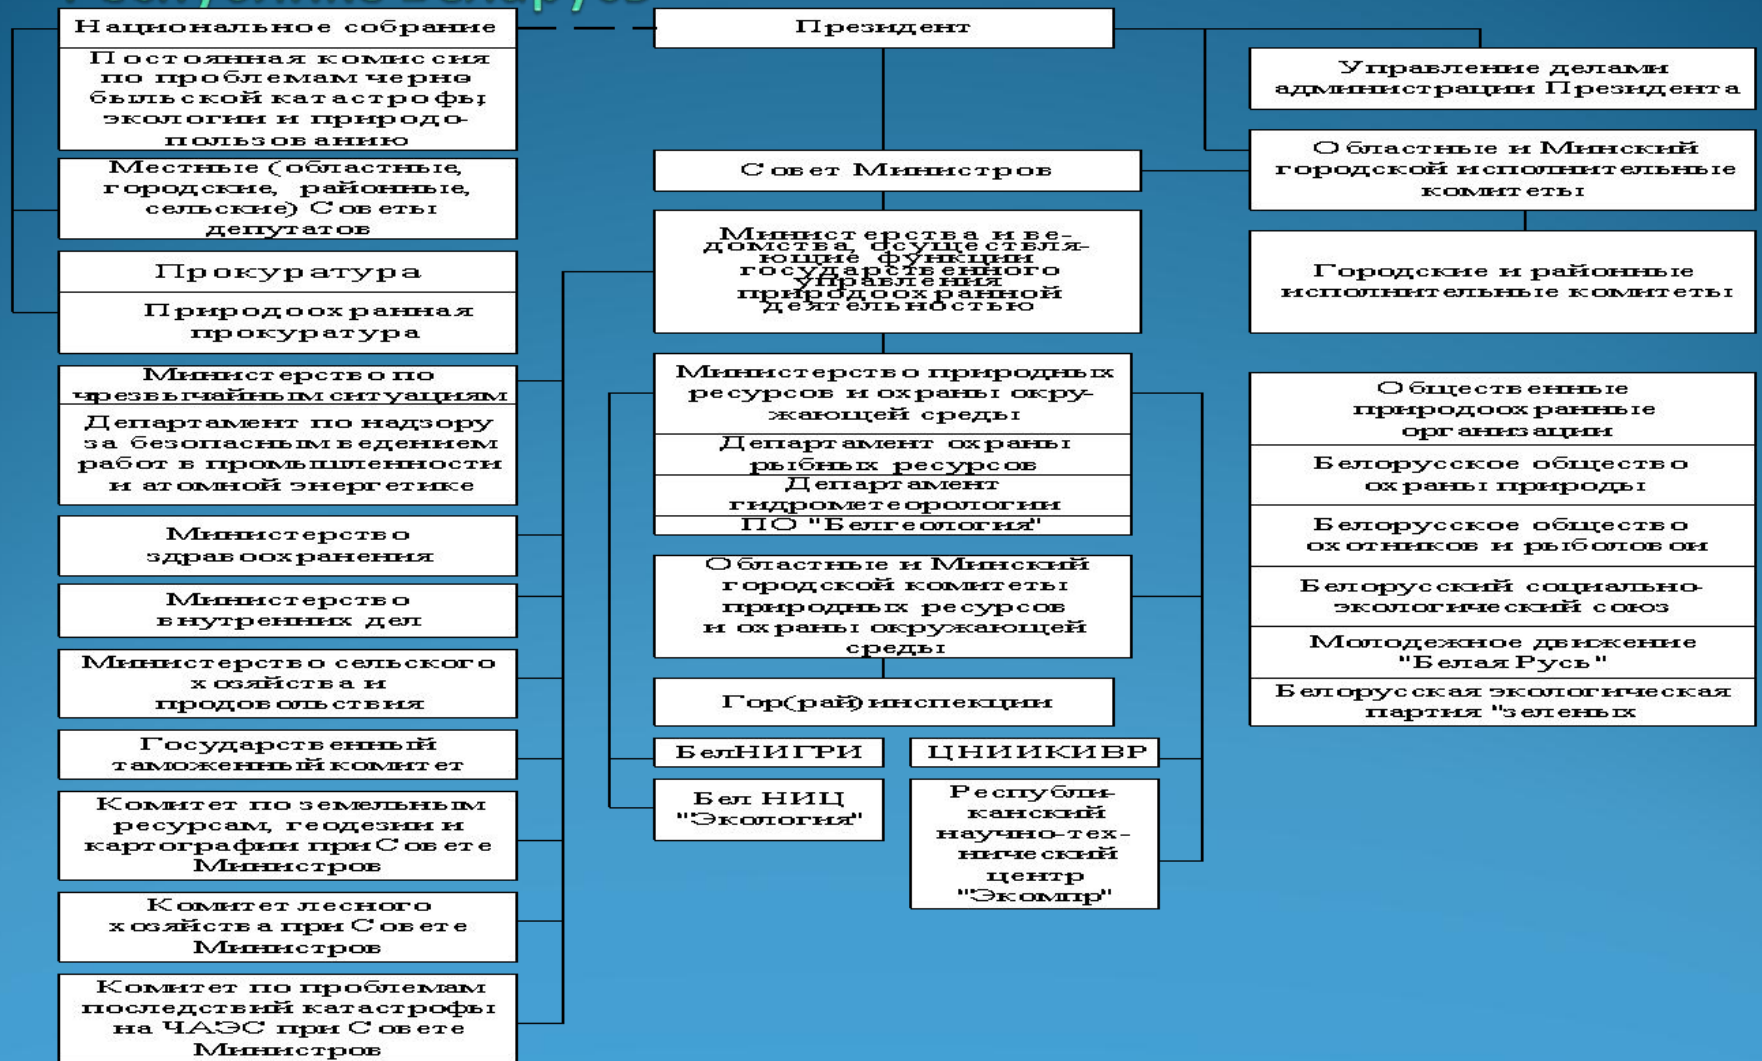 Республике Беларусь
Национальное собрание
Постоянная комиссия
по проблемам черно
быльской катастрофы;
экологии и природо-
пользованию
Местные (областные,
городские, районные,
сельские) Советы
депутатов
Прокуратура
Природоохранная
прокуратура
Министерство по
чрезвычайным ситуациям
Департамент по надзору
за безопасным ведением
работ в промышленности
и атомной энергетике
Министерство
здравоохранения
Министерство
внутренних дел
Министерство сельского
хозяйства и
продовольствия
Государственный
таможенный комитет
Комитет по земельным
ресурсам, геодезии и
картографии при Совете
Министров
Комитет лесного
хозяйства при Совете
Министров
Комитет по проблемам
последствий катастрофы
на ЧАЭС при Совете
Министров
Президент
Совет Министров
Министерства и ве-
домства, осуществля-
ющие функции
государственного
управления
природоохранной
деятельностью
Министерство природных
ресурсов и охраны окру-
жающей среды
Департамент охраны
рыбных ресурсов
Департамент
гидрометеорологии
ПО "Белгеология"
Областные и Минский
городской комитеты
природных ресурсов
и охраны окружающей
среды
Гор(рай)инспекции
БелНИГРИ
Бел НИЦ
"Экология"
ЦНИИКИВР
Республи-
канский
научно-тех-
нический
центр
"Экомпр"
Управление делами
администрации Президента
Областные и Минский
городской исполнительные
комитеты
Городские и районные
исполнительные комитеты
Общественные
природоохранные
организации
Белорусское общество
охраны природы
Белорусское общество
охотников и рыболовои
Белорусский социально-
экологический союз
Молодежное движение
"Белая Русь"
Белорусская экологическая
партия "зеленых